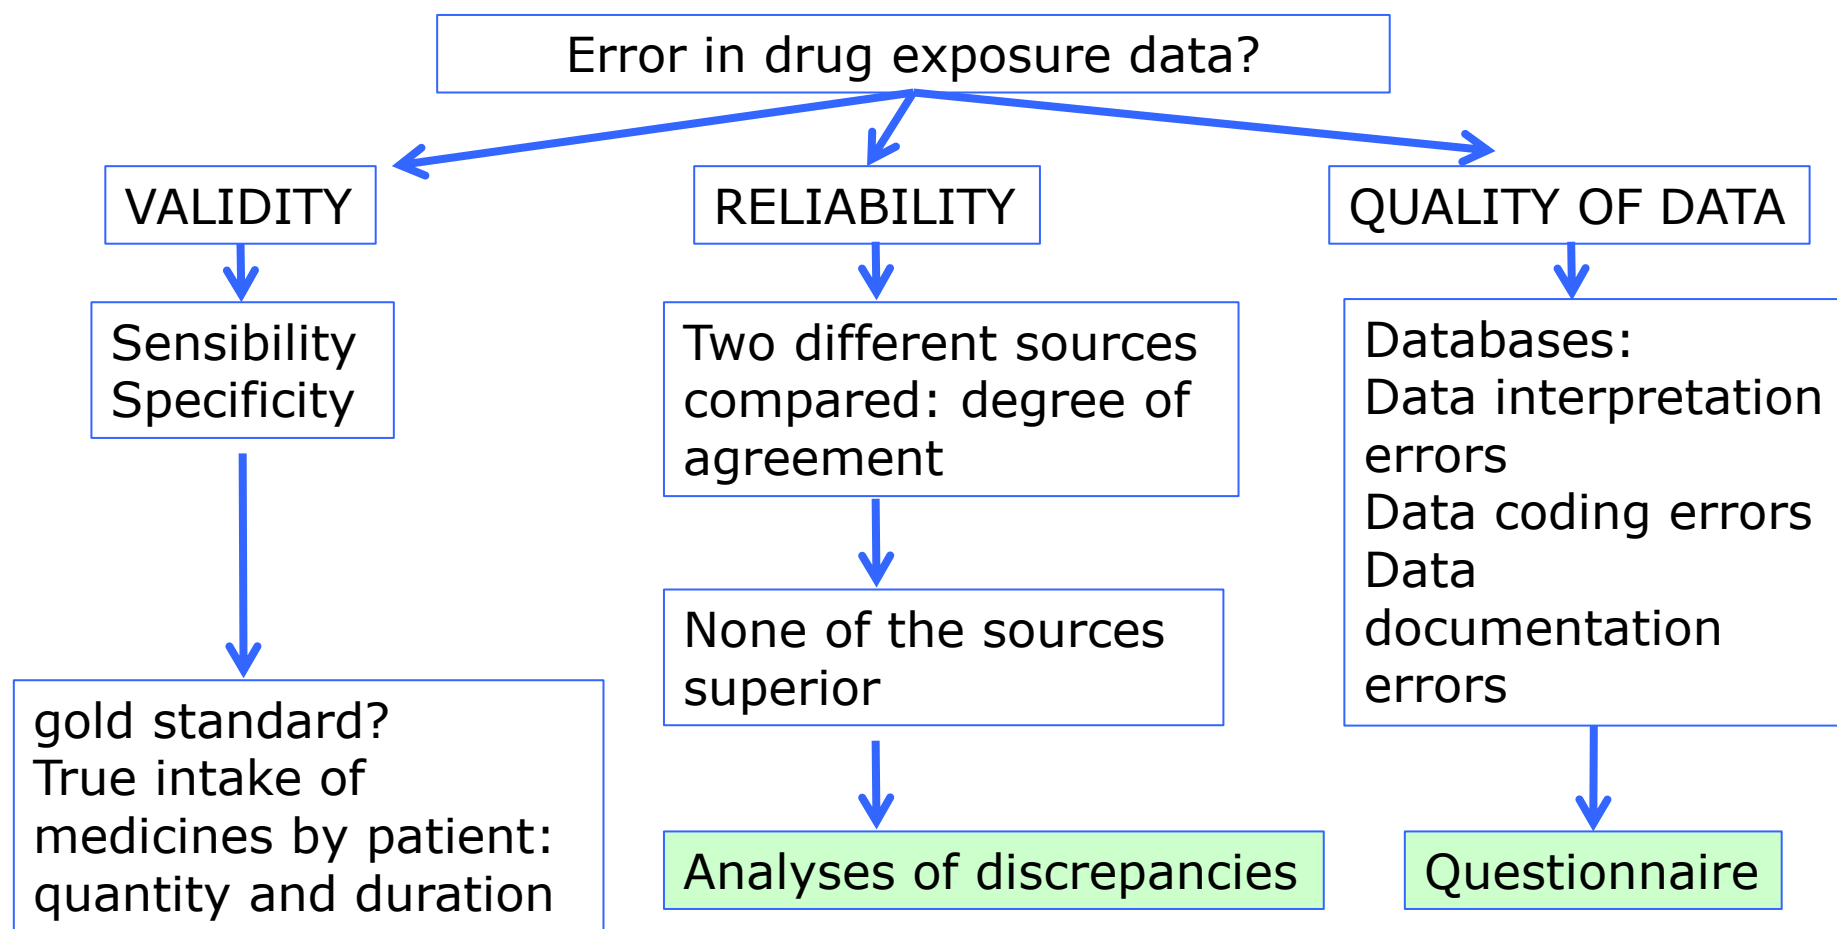 Error in drug exposure data?
VALIDITY
RELIABILITY
QUALITY OF DATA
Sensibility
Specificity
Two different sources
compared: degree of
agreement
Databases:
Data interpretation
errors
Data coding errors
Data
documentation
errors
None of the sources
superior
gold standard?
True intake of
medicines by patient:
quantity and duration
Analyses of discrepancies
Questionnaire